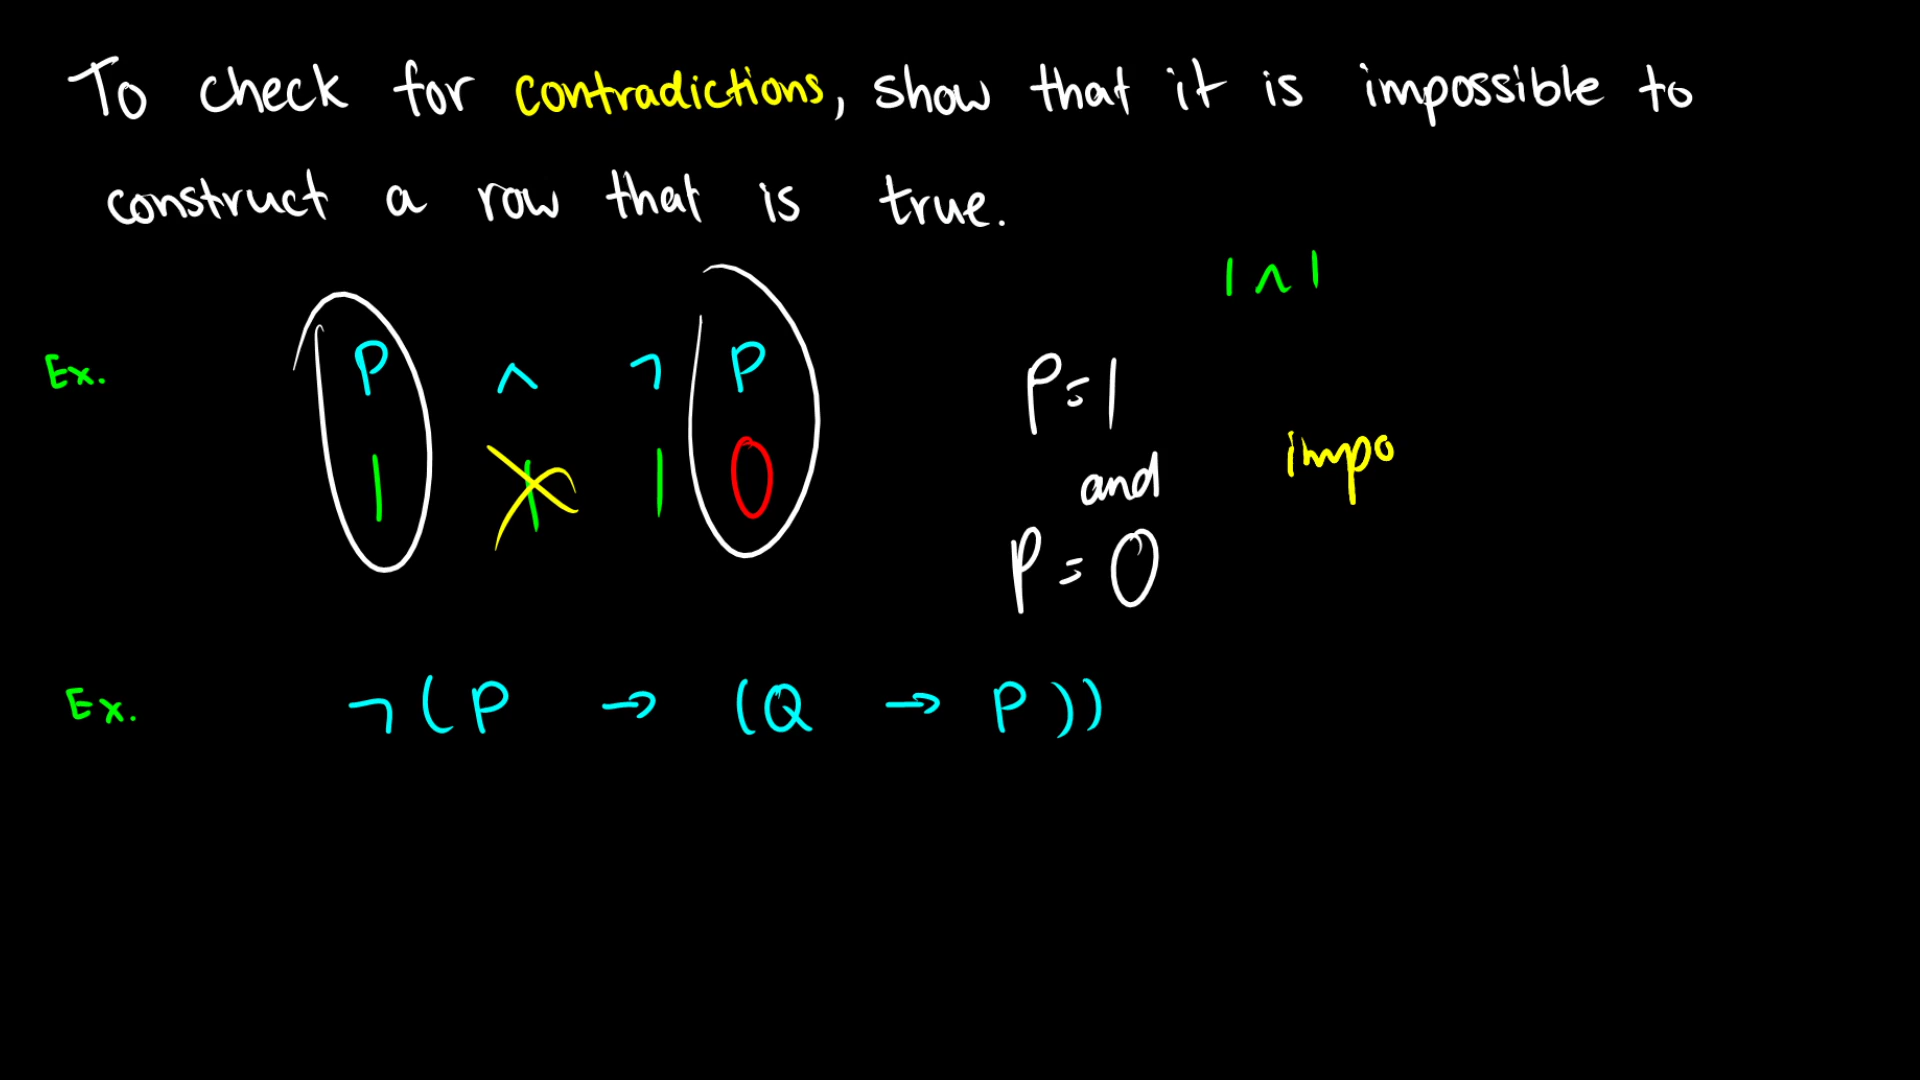 To check for contradictions, show that it is impossible to
construct a row that is true.
1 ∧ 1
Ex. P ∧ ¬ P
1 1 1 0
P=1
and
P=0
impo
Ex. ¬(P → (Q → P))